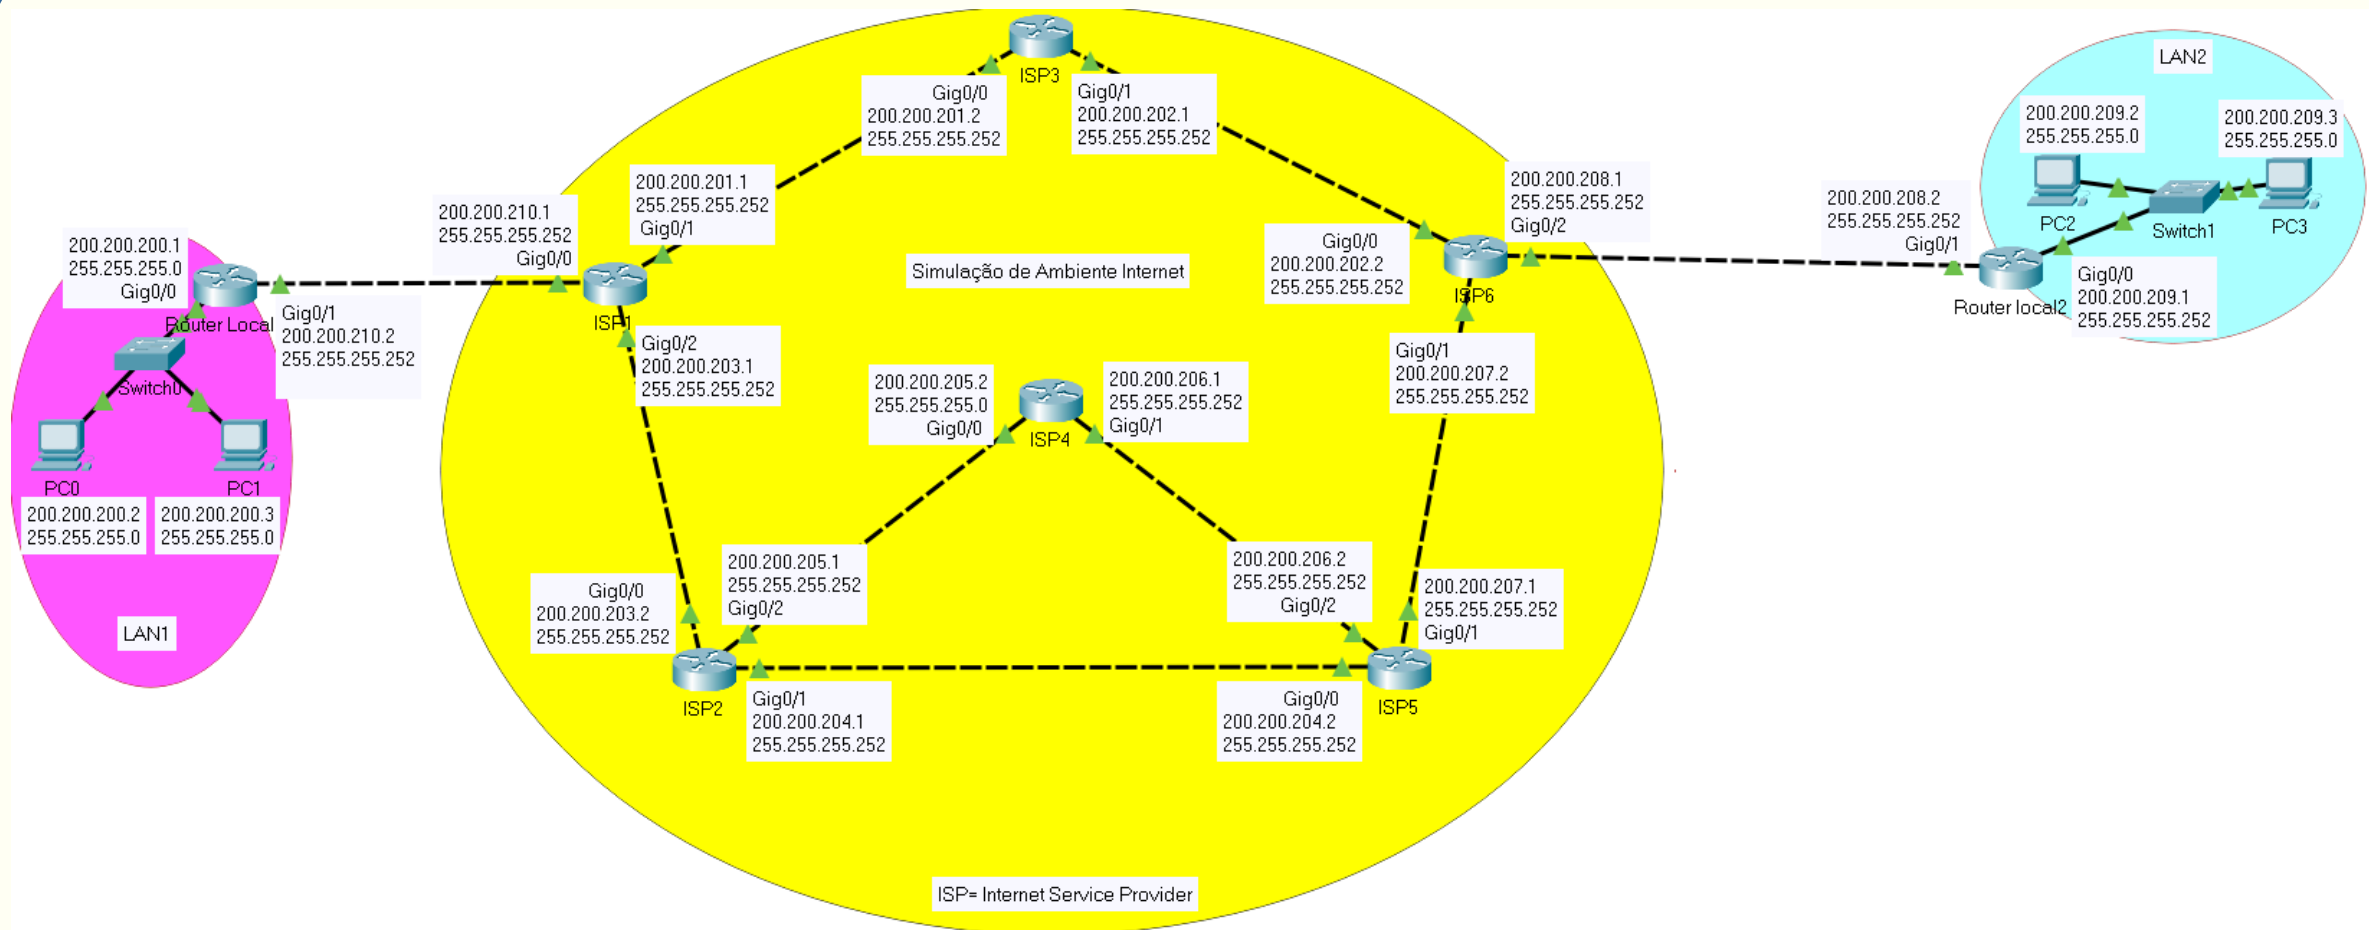 ISP3
Gig0/0
200.200.201.2
255.255.255.252
Gig0/1
200.200.202.1
255.255.255.252
LAN2
200.200.209.2
255.255.255.0
200.200.209.3
255.255.255.0
PC2
Switch1
PC3
200.200.208.2
255.255.255.252
Gig0/1
Router local2
Gig0/0
200.200.209.1
255.255.255.252
200.200.208.1
255.255.255.252
Gig0/2
Gig0/0
200.200.202.2
255.255.255.252
ISP6
Gig0/1
200.200.207.2
255.255.255.252
200.200.201.1
255.255.255.252
Gig0/1
200.200.210.1
255.255.255.252
Gig0/0
ISP1
Gig0/2
200.200.203.1
255.255.255.252
Simulação de Ambiente Internet
200.200.200.1
255.255.255.0
Gig0/0
Router Local
Gig0/1
200.200.210.2
255.255.255.252
Switch0
PC0
PC1
200.200.200.2
255.255.255.0
200.200.200.3
255.255.255.0
LAN1
200.200.205.2
255.255.255.0
Gig0/0
ISP4
200.200.206.1
255.255.255.252
Gig0/1
Gig0/0
200.200.203.2
255.255.255.252
200.200.205.1
255.255.255.252
Gig0/2
ISP2
Gig0/1
200.200.204.1
255.255.255.252
200.200.206.2
255.255.255.252
Gig0/2
200.200.207.1
255.255.255.252
Gig0/1
ISP5
Gig0/0
200.200.204.2
255.255.255.252
ISP= Internet Service Provider